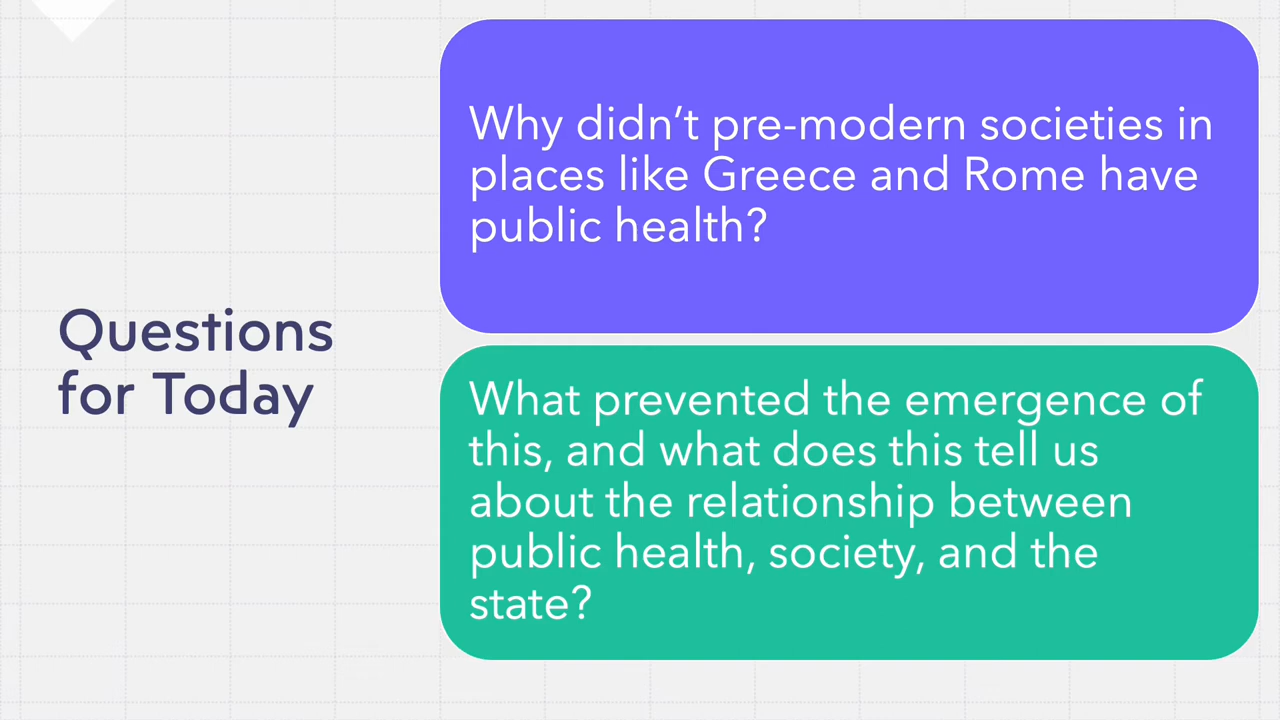 Questions
for Today
Why didn’t pre-modern societies in
places like Greece and Rome have
public health?
What prevented the emergence of
this, and what does this tell us
about the relationship between
public health, society, and the
state?